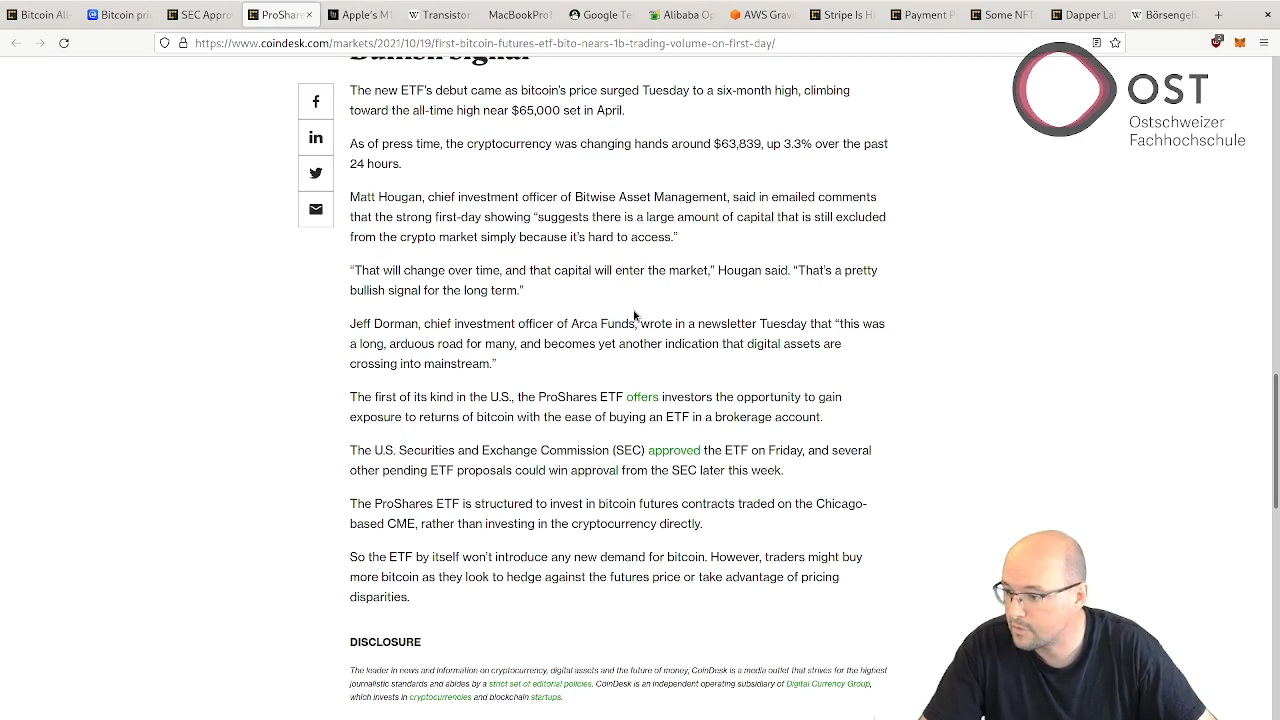 Bitcoin All
Bitcoin pri
SEC Appro
ProShare
Apple's M1
Transistor
MacBookPro1
Google Te
Alibaba Op
AWS Grav
Stripe Is Hi
Payment P
Some NFT
Dapper Lal
Börsengeh
https://www.coindesk.com/markets/2021/10/19/first-bitcoin-futures-etf-bito-nears-1b-trading-volume-on-first-day/
Bullish signal
The new ETF's debut came as bitcoin's price surged Tuesday to a six-month high, climbing
toward the all-time high near $65,000 set in April.
As of press time, the cryptocurrency was changing hands around $63,839, up 3.3% over the past
24 hours.
Matt Hougan, chief investment officer of Bitwise Asset Management, said in emailed comments
that the strong first-day showing “suggests there is a large amount of capital that is still excluded
from the crypto market simply because it's hard to access.”
“That will change over time, and that capital will enter the market,” Hougan said. “That's a pretty
bullish signal for the long term.”
Jeff Dorman, chief investment officer of Arca Funds, wrote in a newsletter Tuesday that “this was
a long, arduous road for many, and becomes yet another indication that digital assets are
crossing into mainstream.”
The first of its kind in the U.S., the ProShares ETF offers investors the opportunity to gain
exposure to returns of bitcoin with the ease of buying an ETF in a brokerage account.
The U.S. Securities and Exchange Commission (SEC) approved the ETF on Friday, and several
other pending ETF proposals could win approval from the SEC later this week.
The ProShares ETF is structured to invest in bitcoin futures contracts traded on the Chicago-
based CME, rather than investing in the cryptocurrency directly.
So the ETF by itself won't introduce any new demand for bitcoin. However, traders might buy
more bitcoin as they look to hedge against the futures price or take advantage of pricing
disparities.
DISCLOSURE
The leader in news and information on cryptocurrency, digital assets and the future of money, CoinDesk is a media outlet that strives for the highest
journalistic standards and abides by a strict set of editorial policies. CoinDesk is an independent operating subsidiary of Digital Currency Group,
which invests in cryptocurrencies and blockchain startups.
OST
Ostschweizer
Fachhochschule